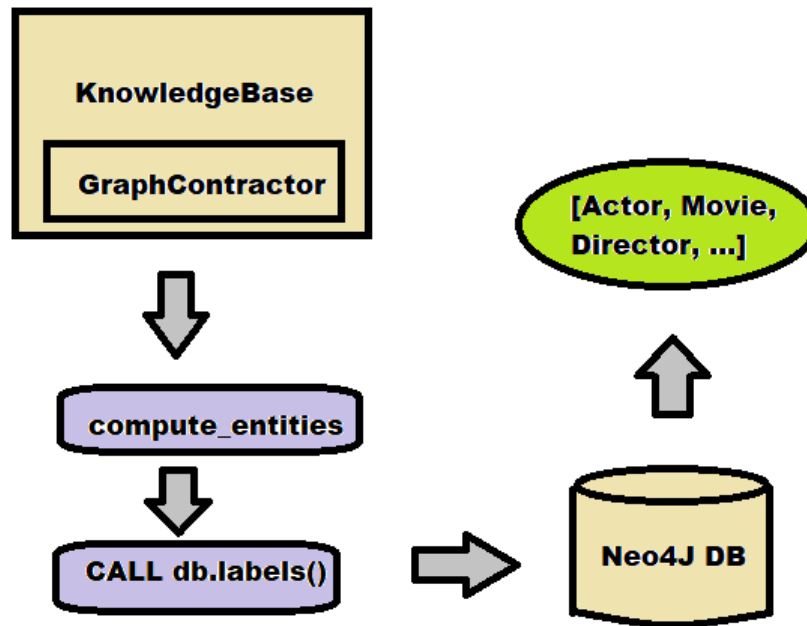 KnowledgeBase
GraphContractor
compute_entities
CALL db.labels()
Neo4J DB
[Actor, Movie,
Director, ...]